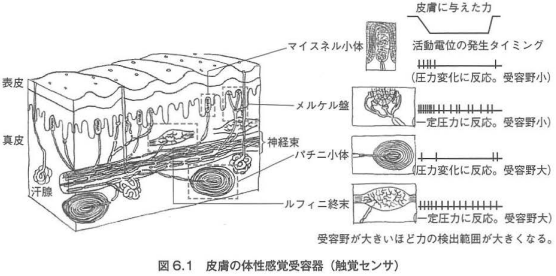 皮膚に与えた力
マイスネル小体
活動電位の発生タイミング
(圧力変化に反応。受容野小)
表皮
メルケル盤
一定圧力に反応。受容野小)
真皮
神経束
パチニ小体
(圧力変化に反応。受容野大)
汗腺
ルフィニ終末
一定圧力に反応。受容野大)
受容野が大きいほど力の検出範囲が大きくなる。
図 6.1 皮膚の体性感覚受容器（触覚センサ）